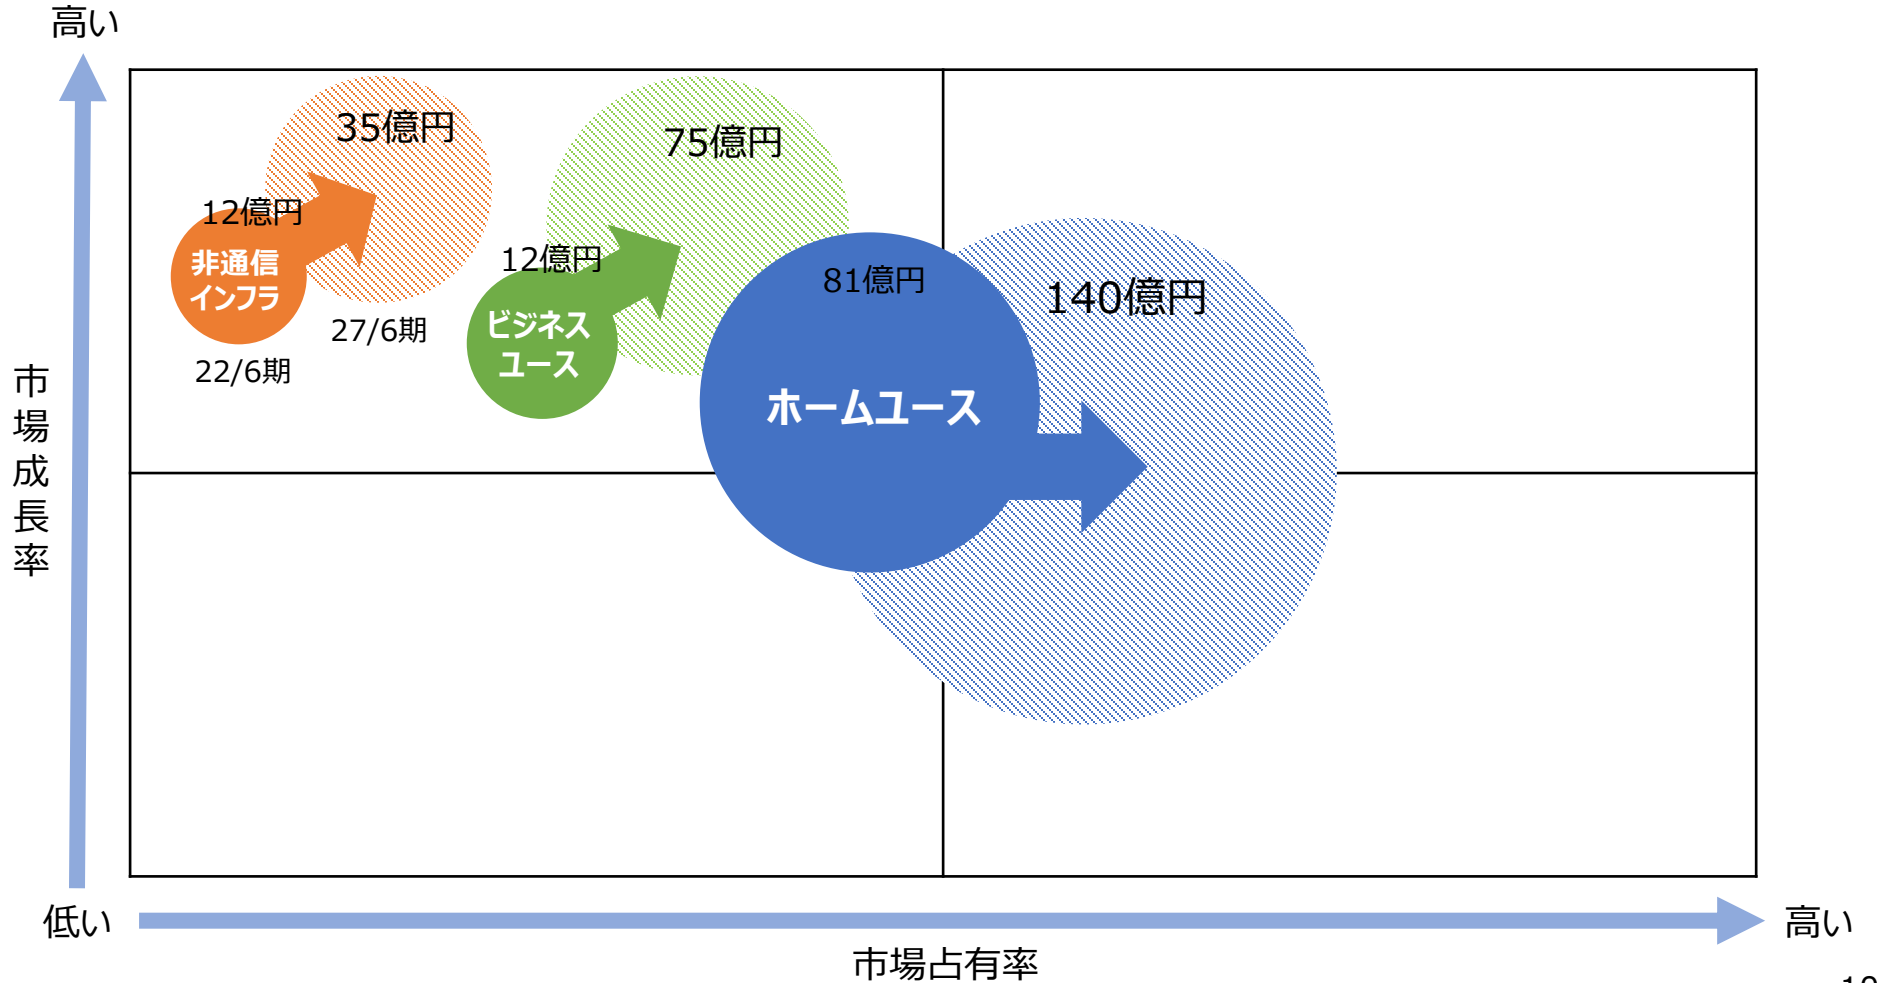 高い
35億円
75億円
12億円
非通信
インフラ
12億円
81億円
140億円
27/6期
ビジネス
ユース
22/6期
ホームユース
市場成長率
低い
高い
市場占有率